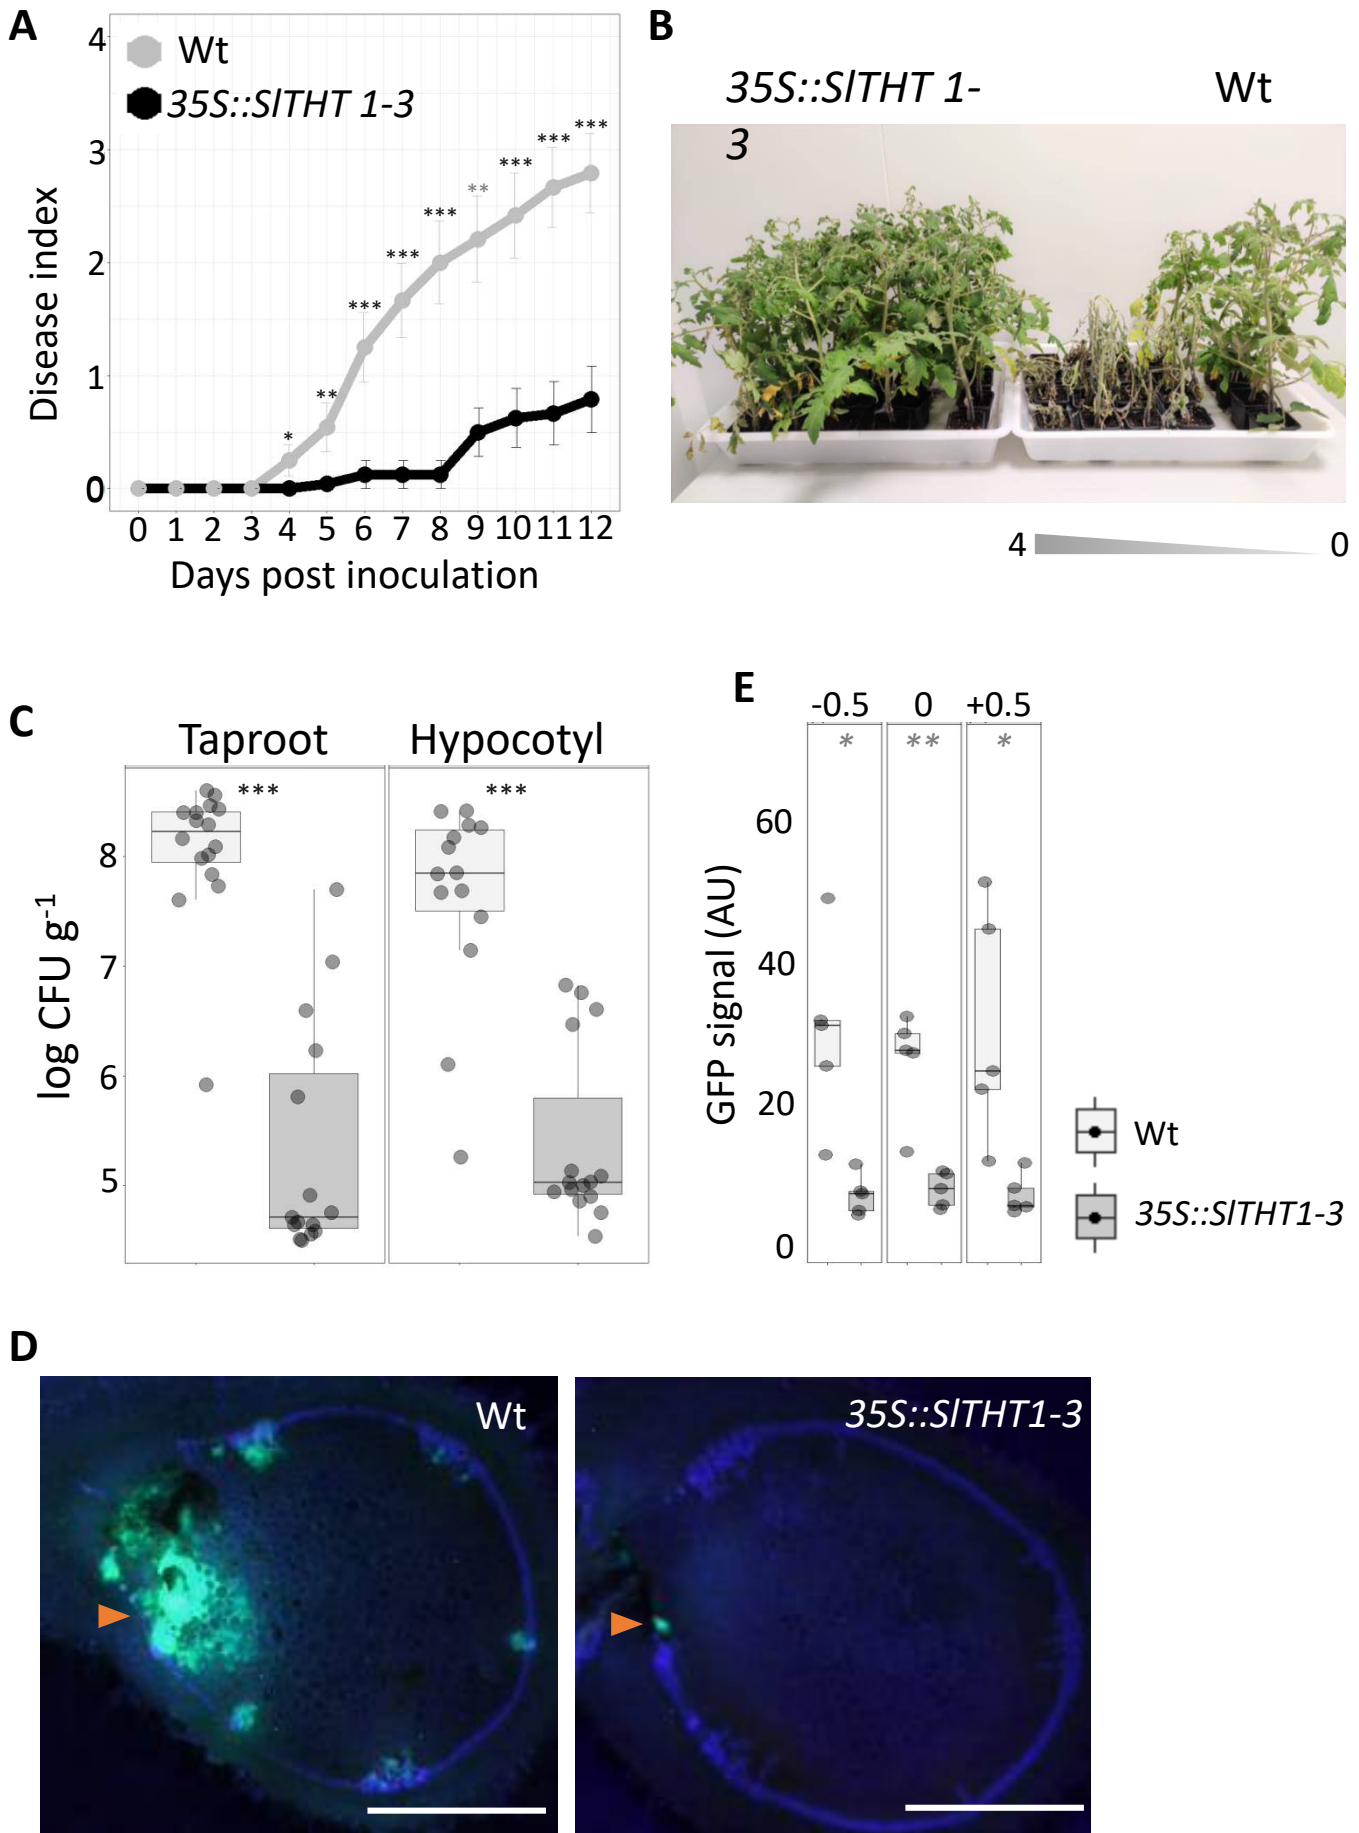 A
4
3
2
1
0
Disease index
Wt
35S::SlTHT 1-3
*
**
***
***
***
**
***
***
***
0 1 2 3 4 5 6 7 8 9 10 11 12
Days post inoculation
B
35S::SlTHT 1-
3
Wt
4 0
C
Taproot Hypocotyl
*** ***
8
7
6
5
log CFU g-1
E
-0.5 0 +0.5
* ** *
60
40
20
0
GFP signal (AU)
Wt
35S::SlTHT1-3
D
Wt
35S::SlTHT1-3